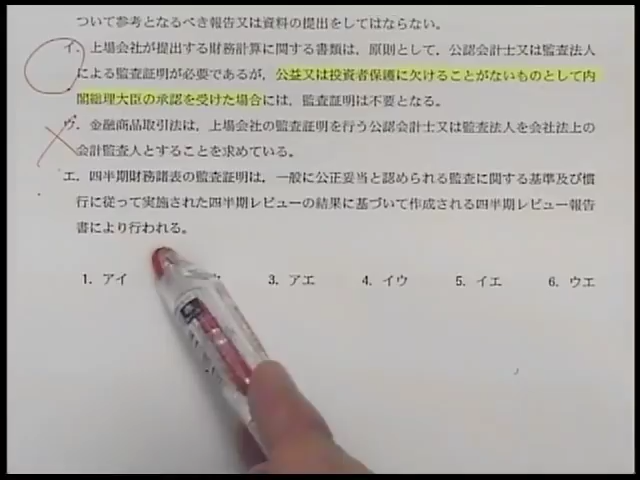 ついて参考となるべき報告又は資料の提出をしてはならない。
イ．上場会社が提出する財務計算に関する書類は，原則として，公認会計士又は監査法人
による監査証明が必要であるが，公益又は投資者保護に欠けることがないものとして内
閣総理大臣の承認を受けた場合には，監査証明は不要となる。
ウ．金融商品取引法は，上場会社の監査証明を行う公認会計士又は監査法人を会社法上の
会計監査人とすることを求めている。
エ．四半期財務諸表の監査証明は，一般に公正妥当と認められる監査に関する基準及び慣
行に従って実施された四半期レビューの結果に基づいて作成される四半期レビュー報告
書により行われる。
1．アイ 3．アエ 4．イウ 5．イエ 6．ウエ